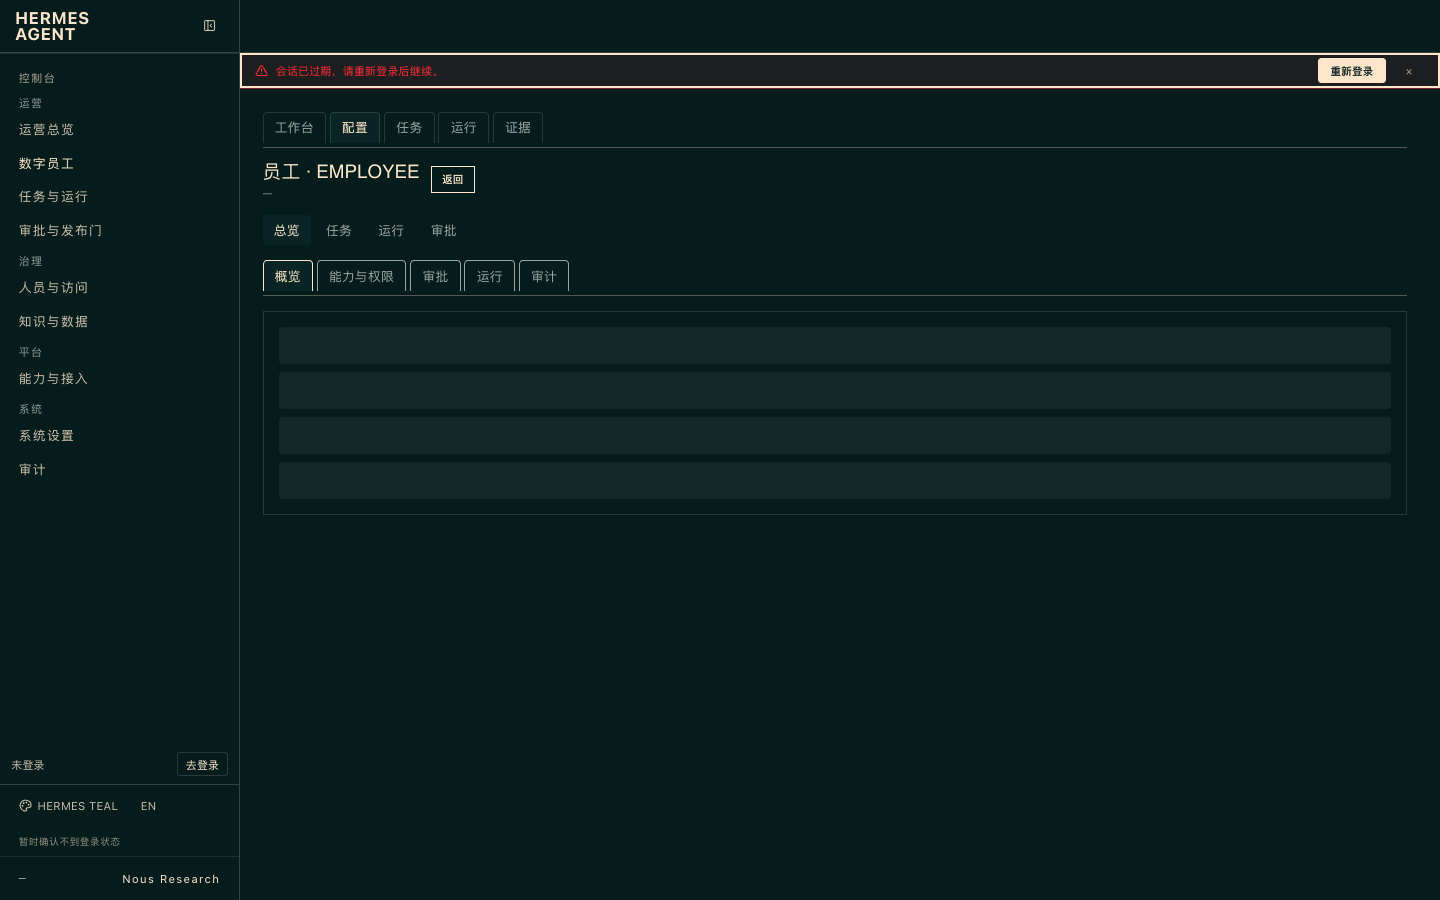 HERMES
AGENT
控制台
运营
运营总览
数字员工
任务与运行
审批与发布门
治理
人员与访问
知识与数据
平台
能力与接入
系统
系统设置
审计
未登录
去登录
HERMES TEAL
EN
暂时确认不到登录状态
—
Nous Research
会话已过期，请重新登录后继续。
重新登录
×
工作台
配置
任务
运行
证据
员工 · EMPLOYEE
返回
—
总览
任务
运行
审批
概览
能力与权限
审批
运行
审计